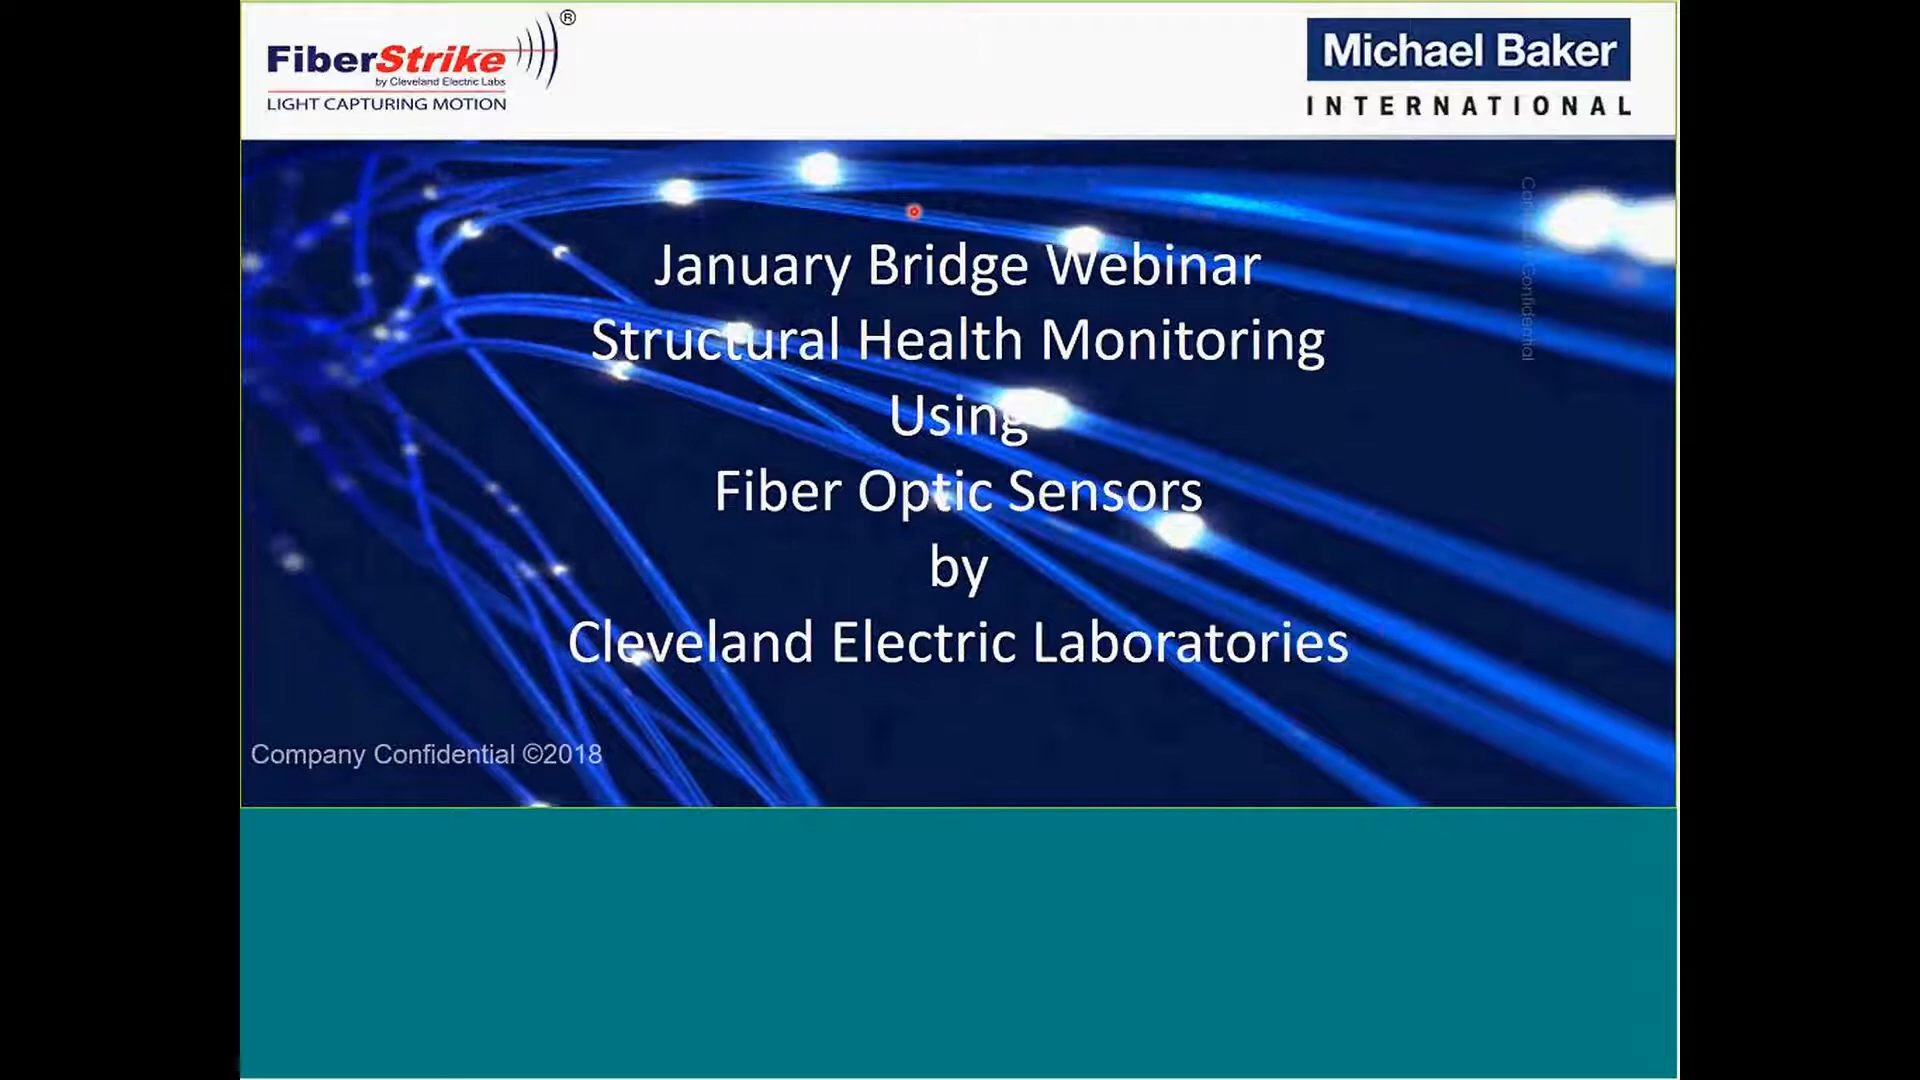 FiberStrike®
by Cleveland Electric Labs
LIGHT CAPTURING MOTION
Michael Baker
INTERNATIONAL
January Bridge Webinar
Structural Health Monitoring
Using
Fiber Optic Sensors
by
Cleveland Electric Laboratories
Company Confidential ©2018